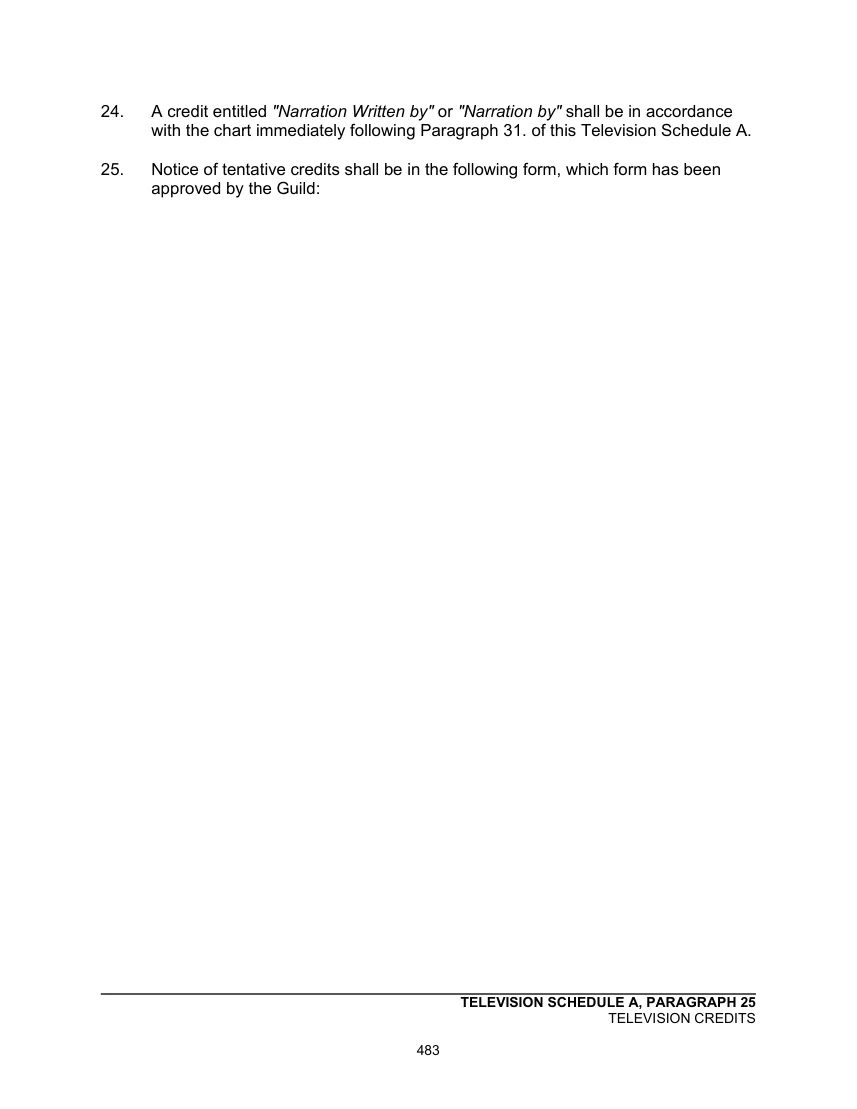 24. A credit entitled "Narration Written by" or "Narration by" shall be in accordance
with the chart immediately following Paragraph 31. of this Television Schedule A.
25. Notice of tentative credits shall be in the following form, which form has been
approved by the Guild:
TELEVISION SCHEDULE A, PARAGRAPH 25
TELEVISION CREDITS
483